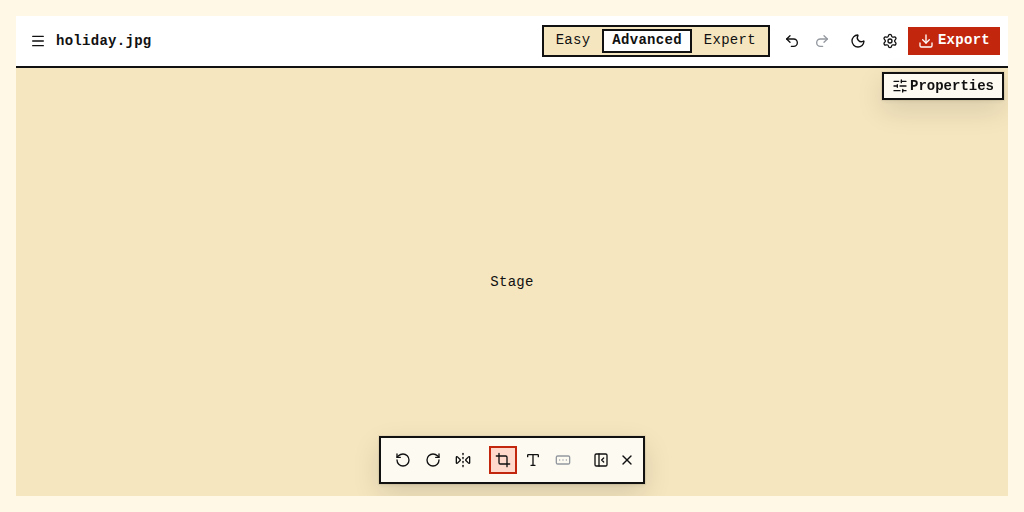 holiday.jpg
Easy Advanced Expert
Export
Properties
Stage